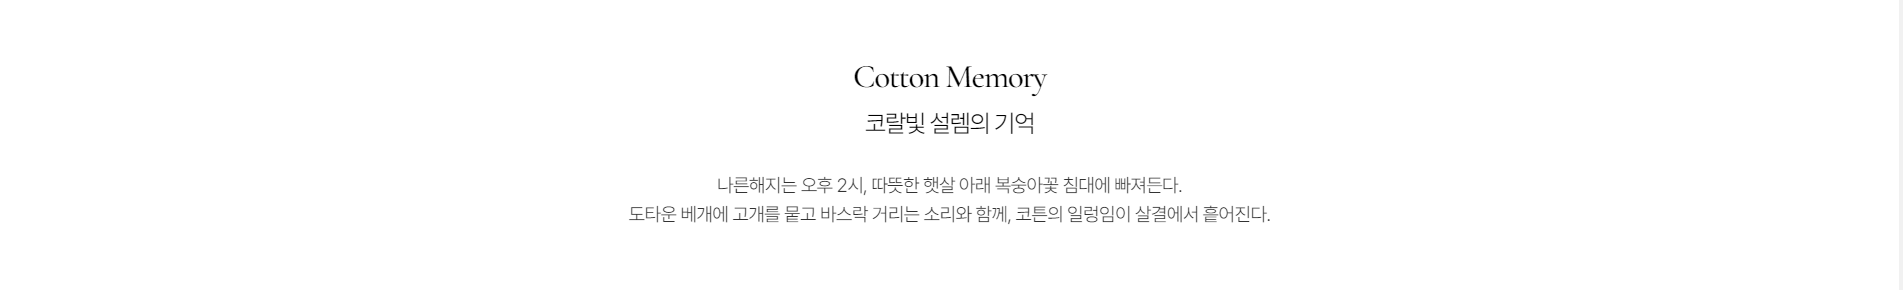 Cotton Memory
코랄빛 설렘의 기억
나른해지는 오후 2시, 따뜻한 햇살 아래 복숭아꽃 침대에 빠져든다.
도타운 베개에 고개를 뭍고 바스락 거리는 소리와 함께, 코튼의 일렁임이 살결에서 흩어진다.